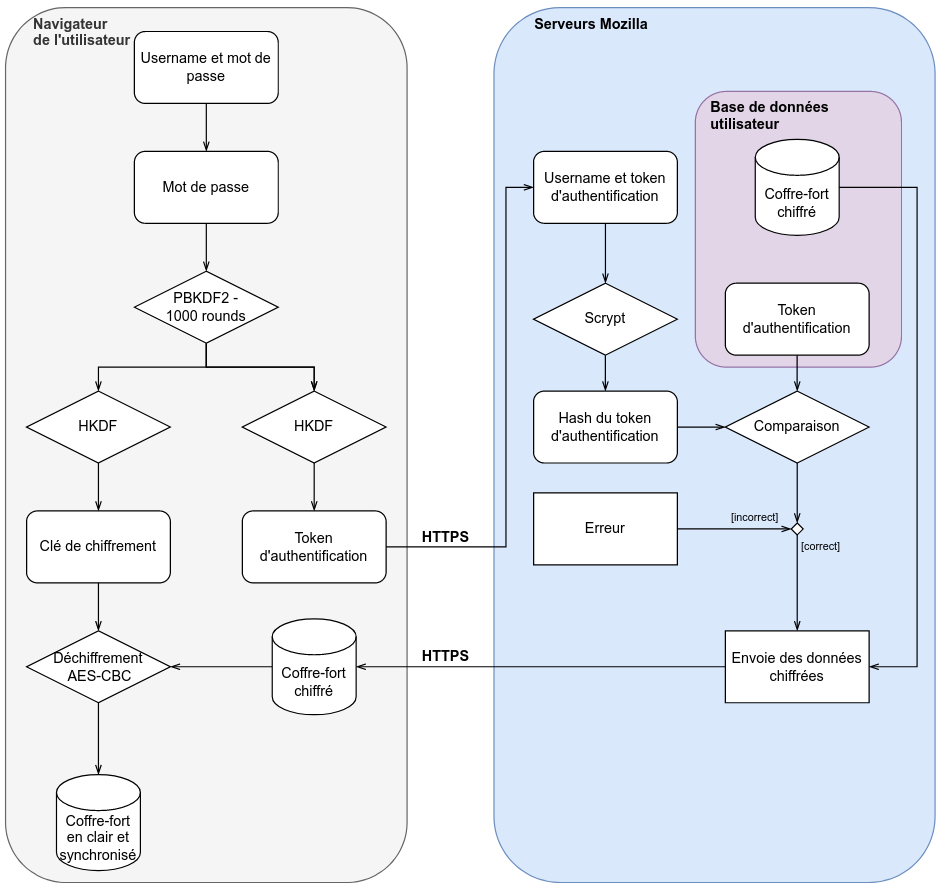 Navigateur
de l'utilisateur
Username et mot de
passe
Mot de passe
PBKDF2 -
1000 rounds
HKDF
HKDF
Clé de chiffrement
Token
d'authentification
Déchiffrement
AES-CBC
Coffre-fort
chiffré
Coffre-fort
en clair et
synchronisé
HTTPS
HTTPS
Serveurs Mozilla
Base de données
utilisateur
Username et token
d'authentification
Coffre-fort
chiffré
Scrypt
Token
d'authentification
Hash du token
d'authentification
Comparaison
Erreur
[incorrect]
[correct]
Envoie des données
chiffrées